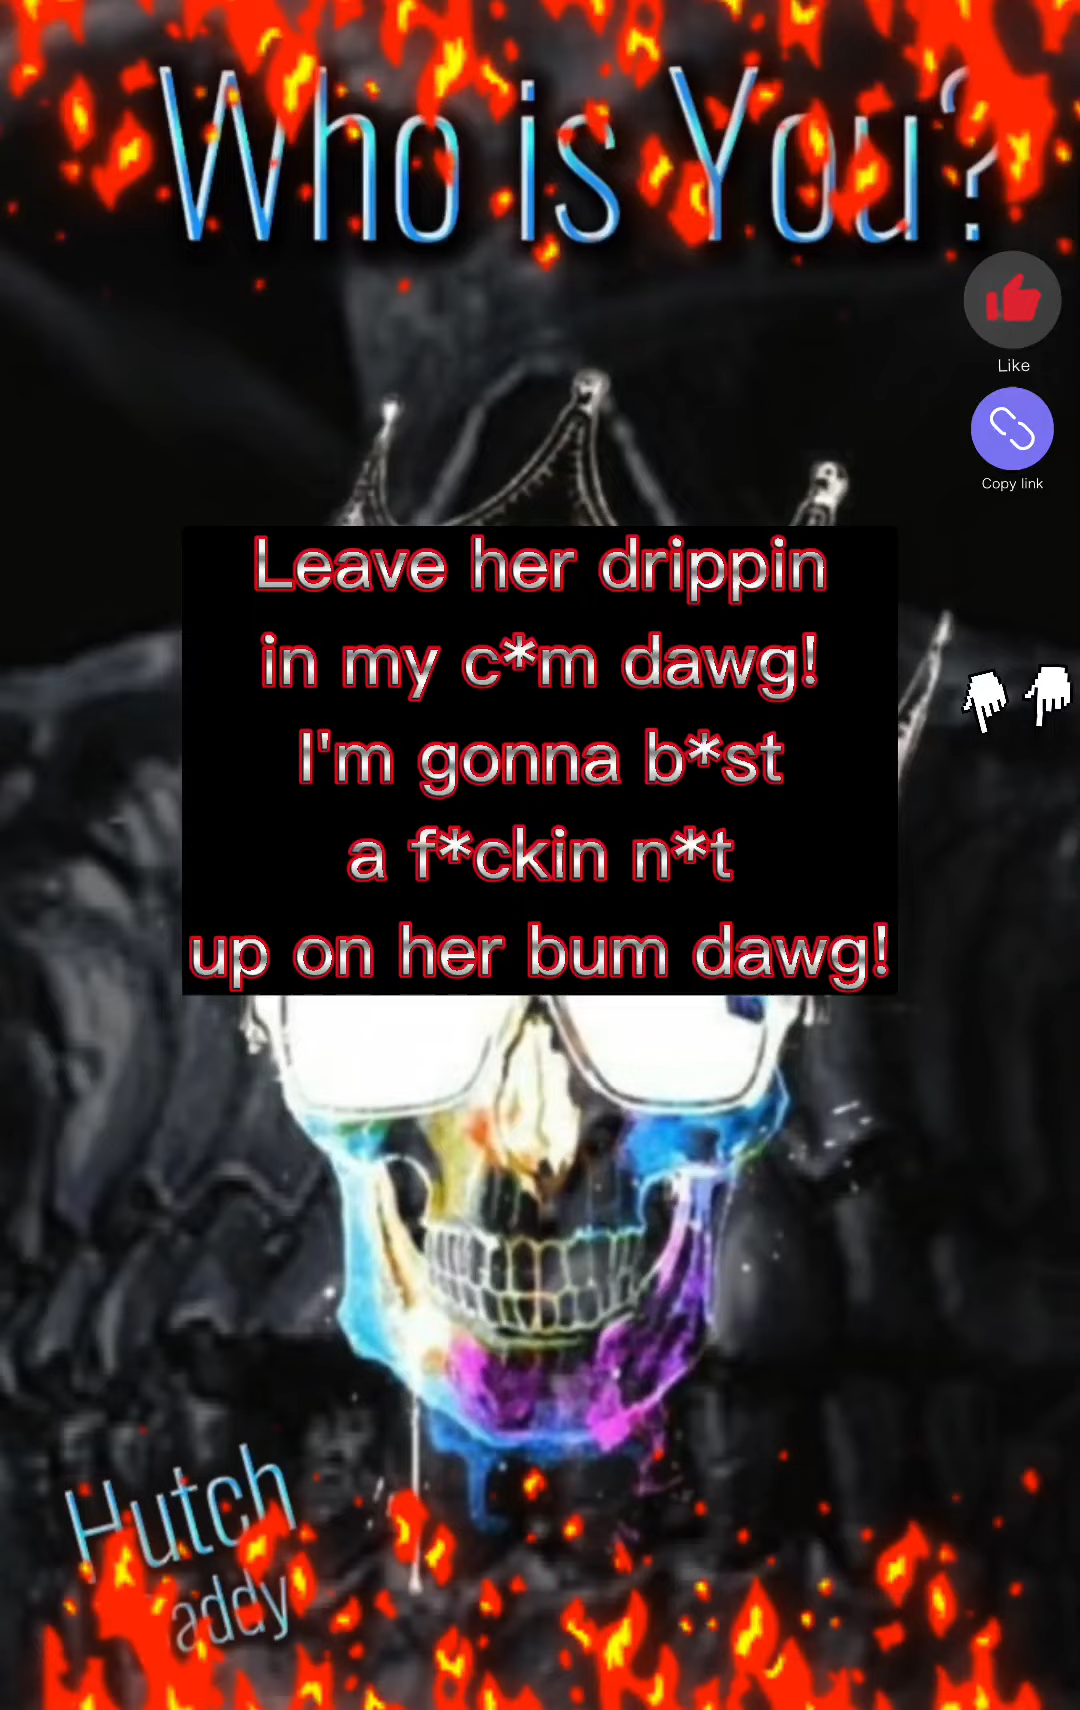 Who is You?
Like
Copy link
Leave her drippin
in my c*m dawg!
I'm gonna b*st
a f*ckin n*t
up on her bum dawg!
Hutch
addy